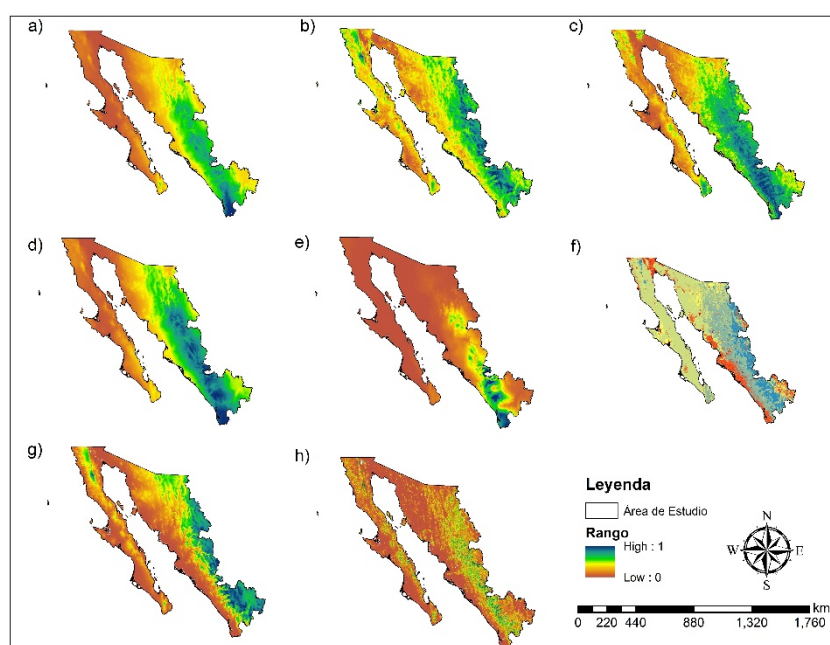 a)
b)
c)
d)
e)
f)
g)
h)
Leyenda
Área de Estudio
Rango
High : 1
Low : 0
N
W E
S
km
0 220 440 880 1,320 1,760